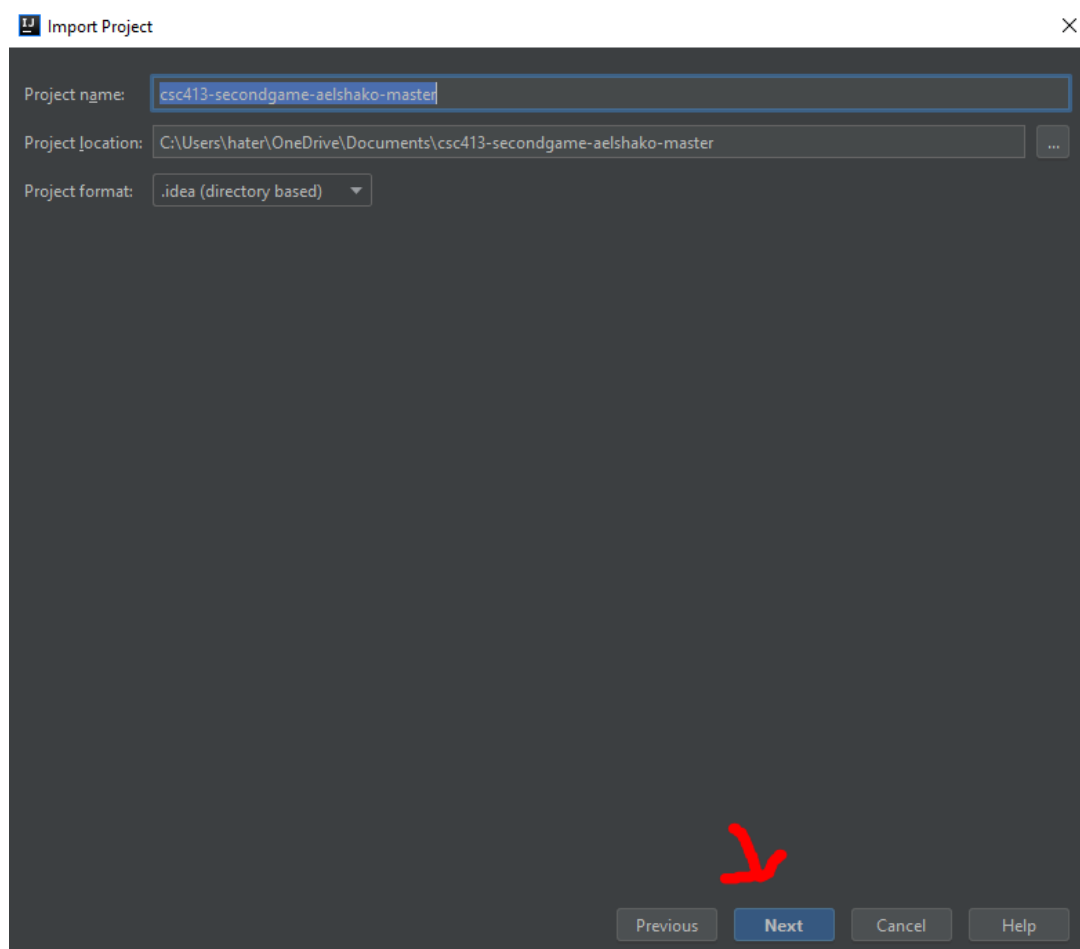 IJ Import Project
Project name: csc413-secondgame-aelshako-master
Project location: C:\Users\hater\OneDrive\Documents\csc413-secondgame-aelshako-master ...
Project format: .idea (directory based)
Previous Next Cancel Help